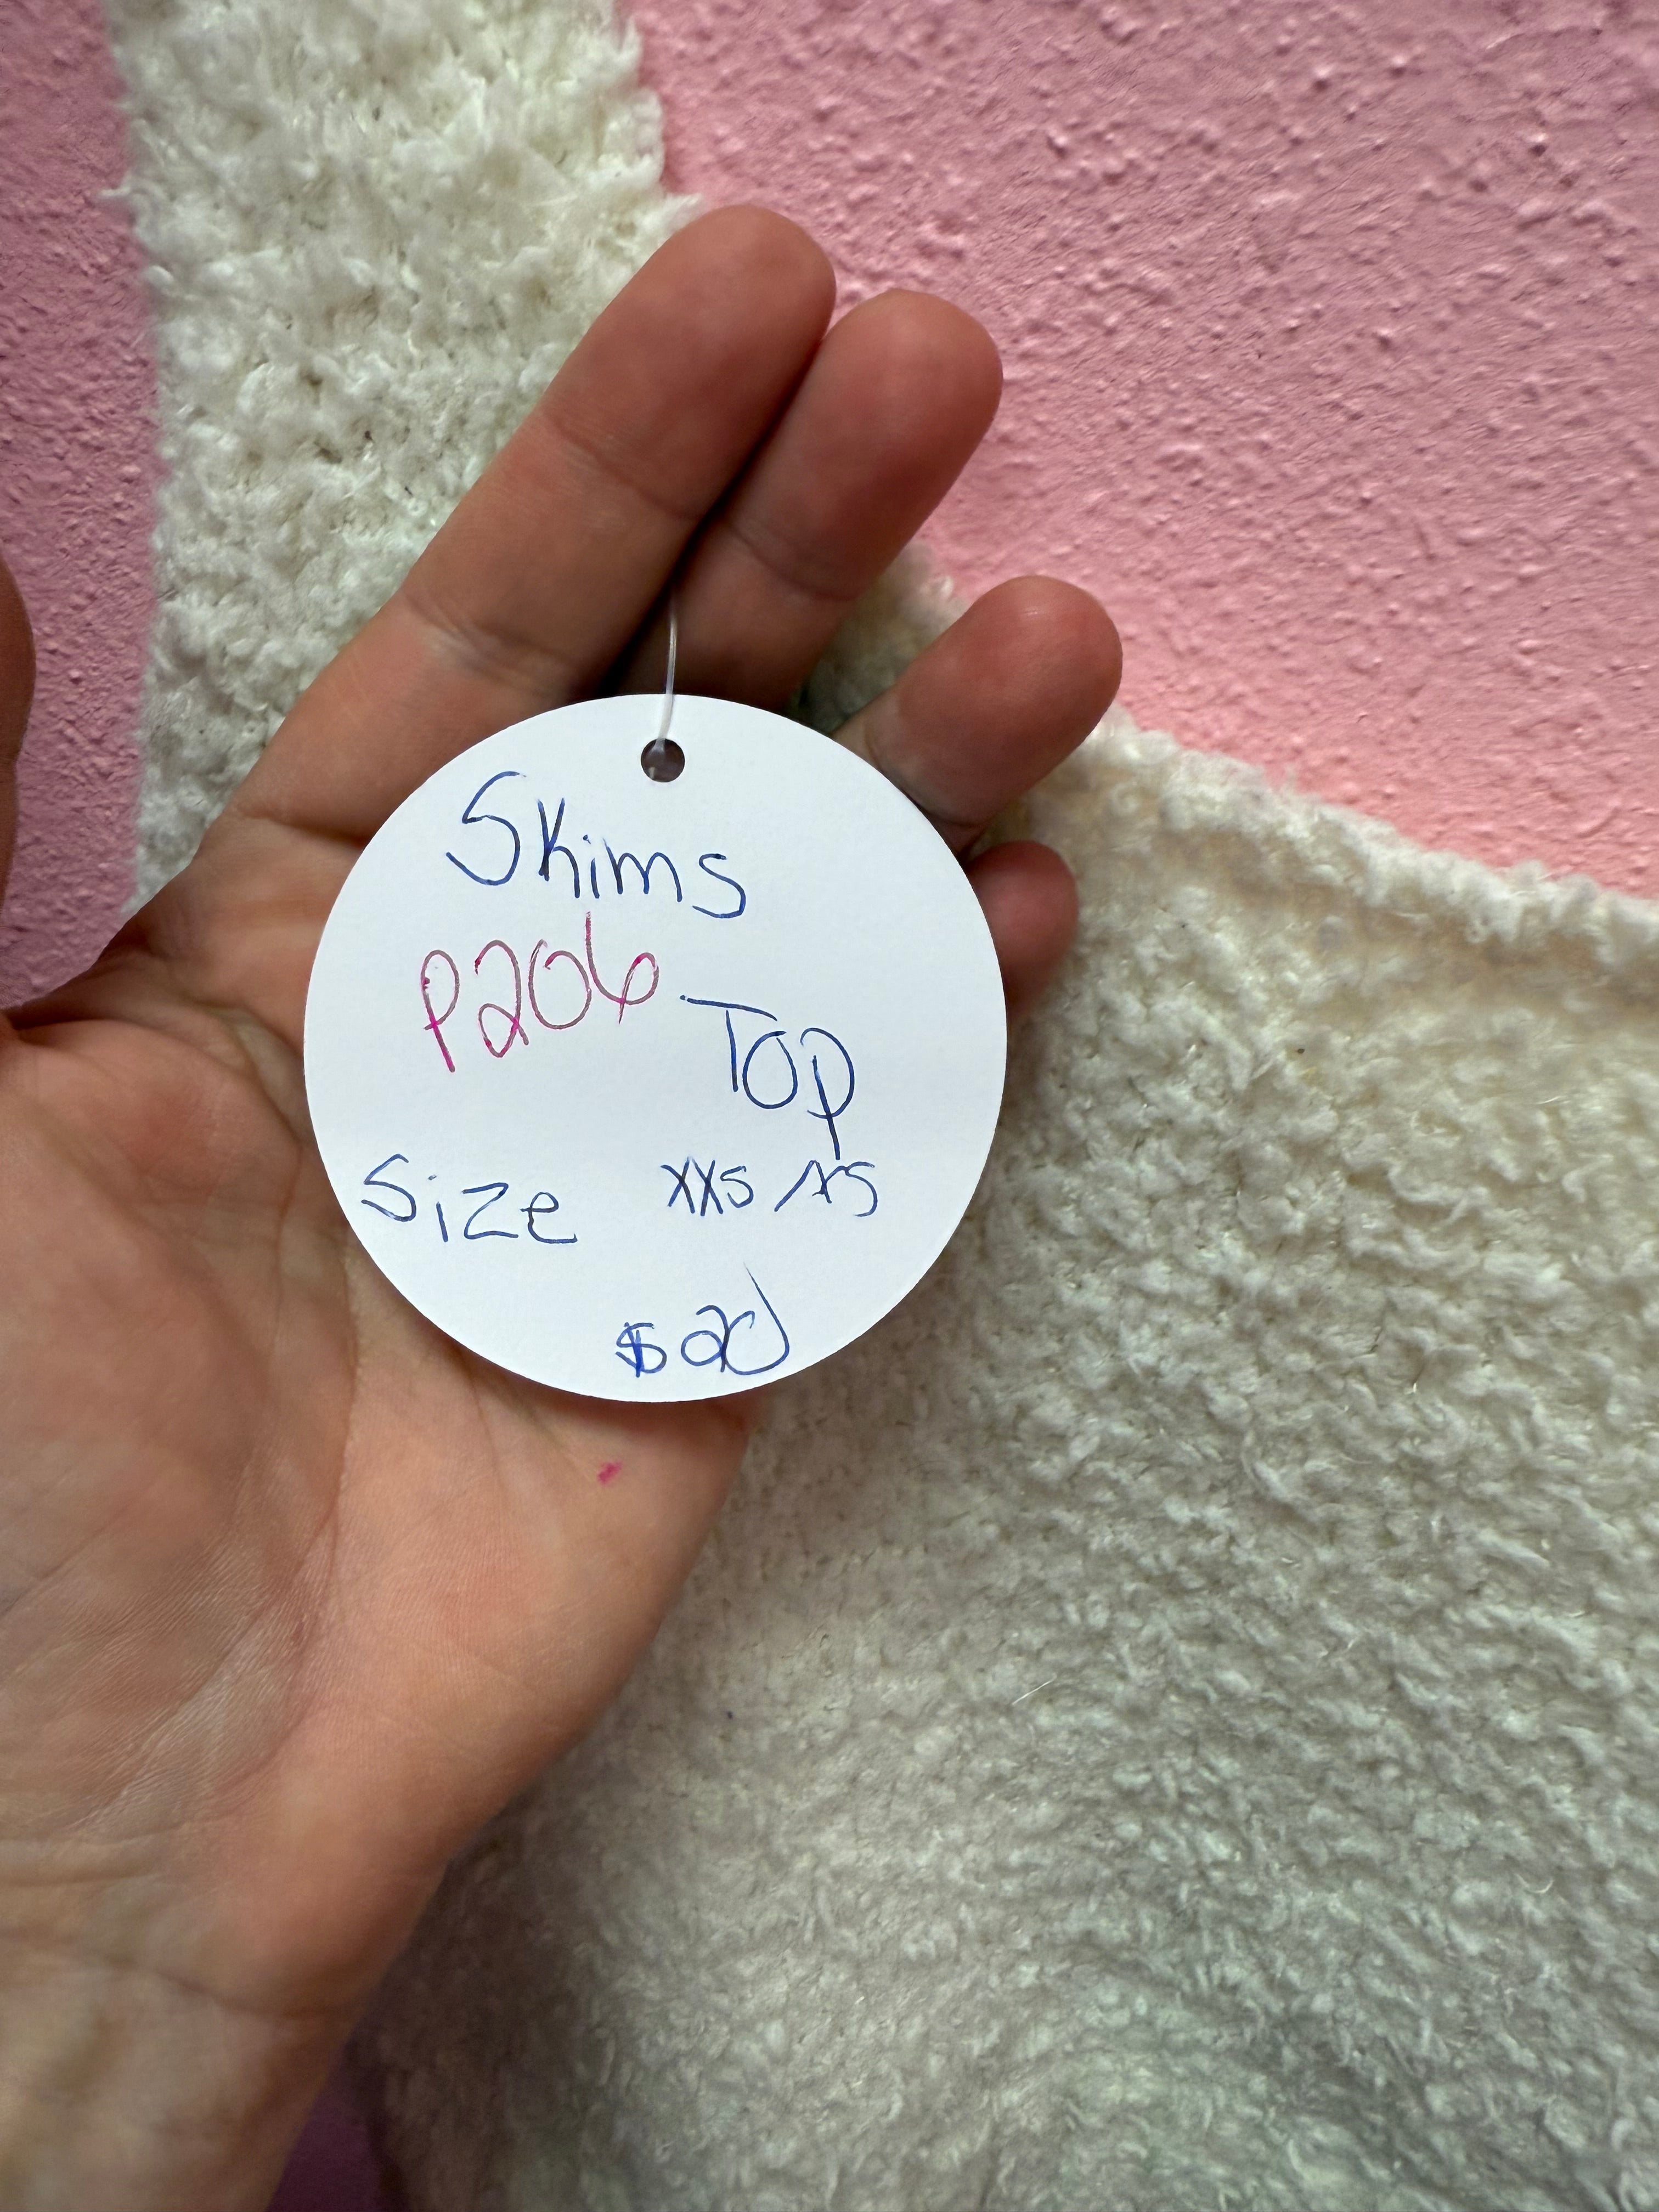 Skims
P206
Top
Size XXS/XS
$20